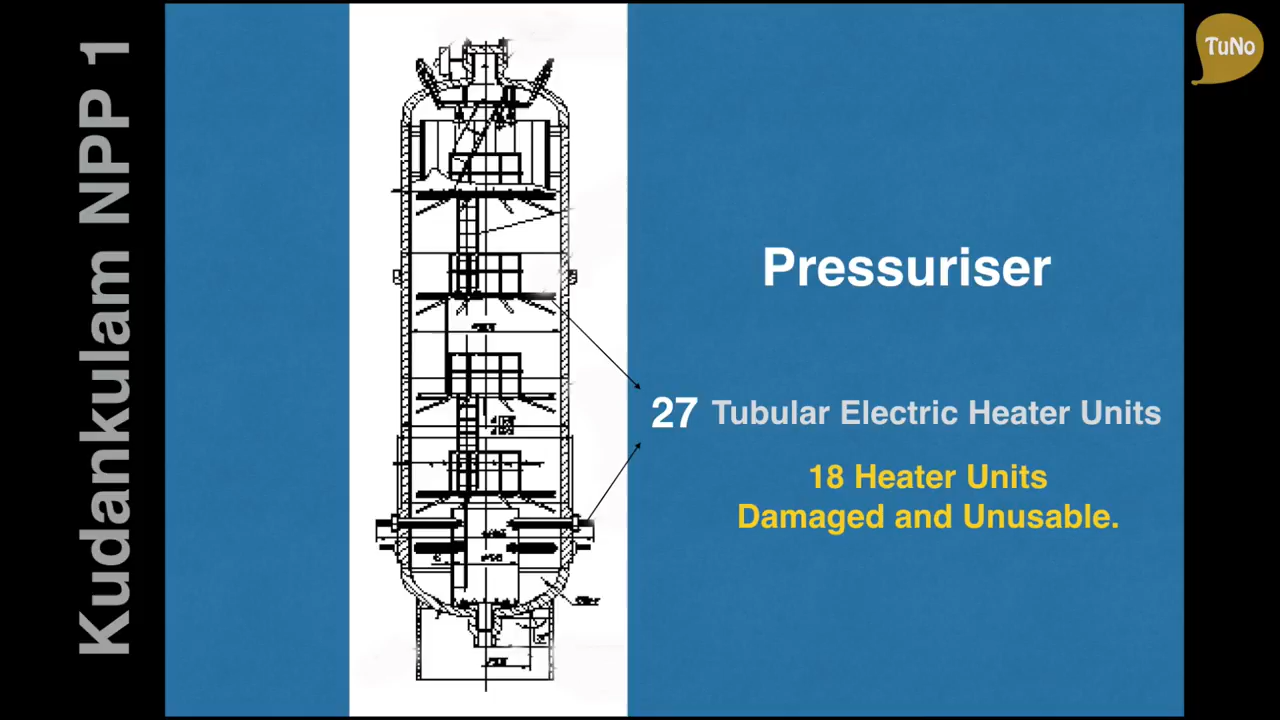 Kudankulam NPP 1
TuNo
Pressuriser
27 Tubular Electric Heater Units
18 Heater Units
Damaged and Unusable.